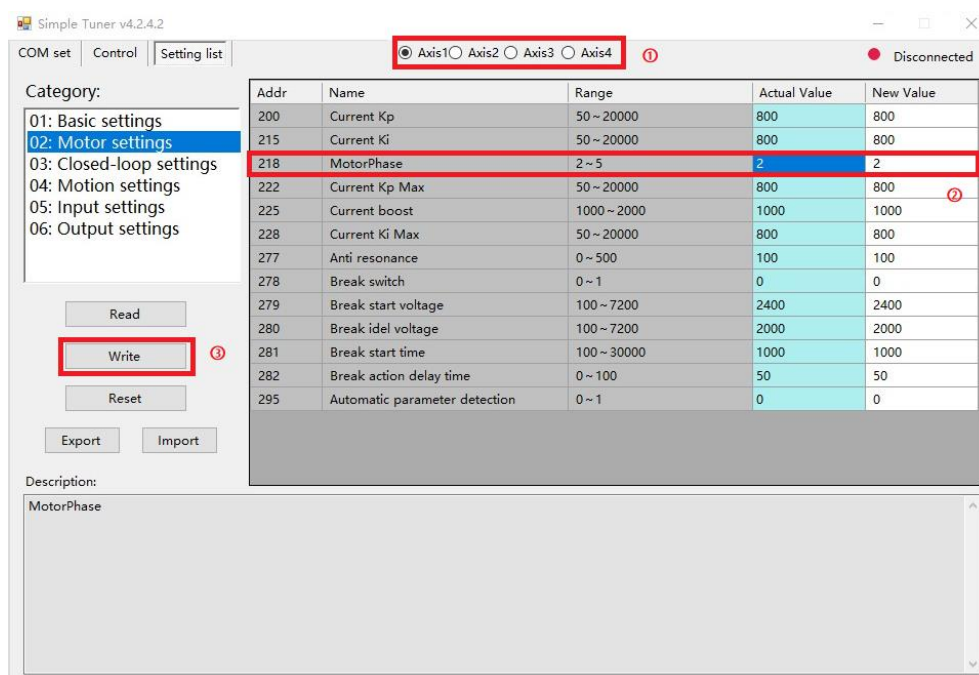 Simple Tuner v4.2.4.2
COM set Control Setting list
Axis1 Axis2 Axis3 Axis4 ① Disconnected
Category:
01: Basic settings
02: Motor settings
03: Closed-loop settings
04: Motion settings
05: Input settings
06: Output settings
Read
Write ③
Reset
Export Import
Addr Name Range Actual Value New Value
200 Current Kp 50~20000 800 800
215 Current Ki 50~20000 800 800
218 MotorPhase 2~5 2 2
222 Current Kp Max 50~20000 800 800 ②
225 Current boost 1000~2000 1000 1000
228 Current Ki Max 50~20000 800 800
277 Anti resonance 0~500 100 100
278 Break switch 0~1 0 0
279 Break start voltage 100~7200 2400 2400
280 Break idel voltage 100~7200 2000 2000
281 Break start time 100~30000 1000 1000
282 Break action delay time 0~100 50 50
295 Automatic parameter detection 0~1 0 0
Description:
MotorPhase